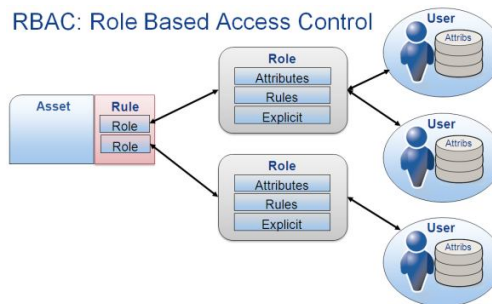 RBAC: Role Based Access Control
Asset
Rule
Role
Role
Role
Attributes
Rules
Explicit
Role
Attributes
Rules
Explicit
User
Attribs
User
Attribs
User
Attribs